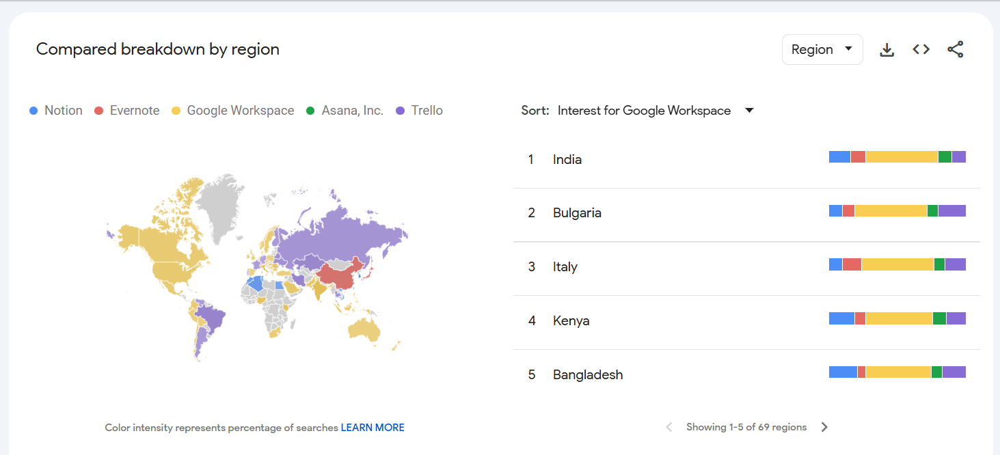 Compared breakdown by region
Region
Notion Evernote Google Workspace Asana, Inc. Trello
Sort: Interest for Google Workspace
1 India
2 Bulgaria
3 Italy
4 Kenya
5 Bangladesh
Color intensity represents percentage of searches LEARN MORE
Showing 1-5 of 69 regions